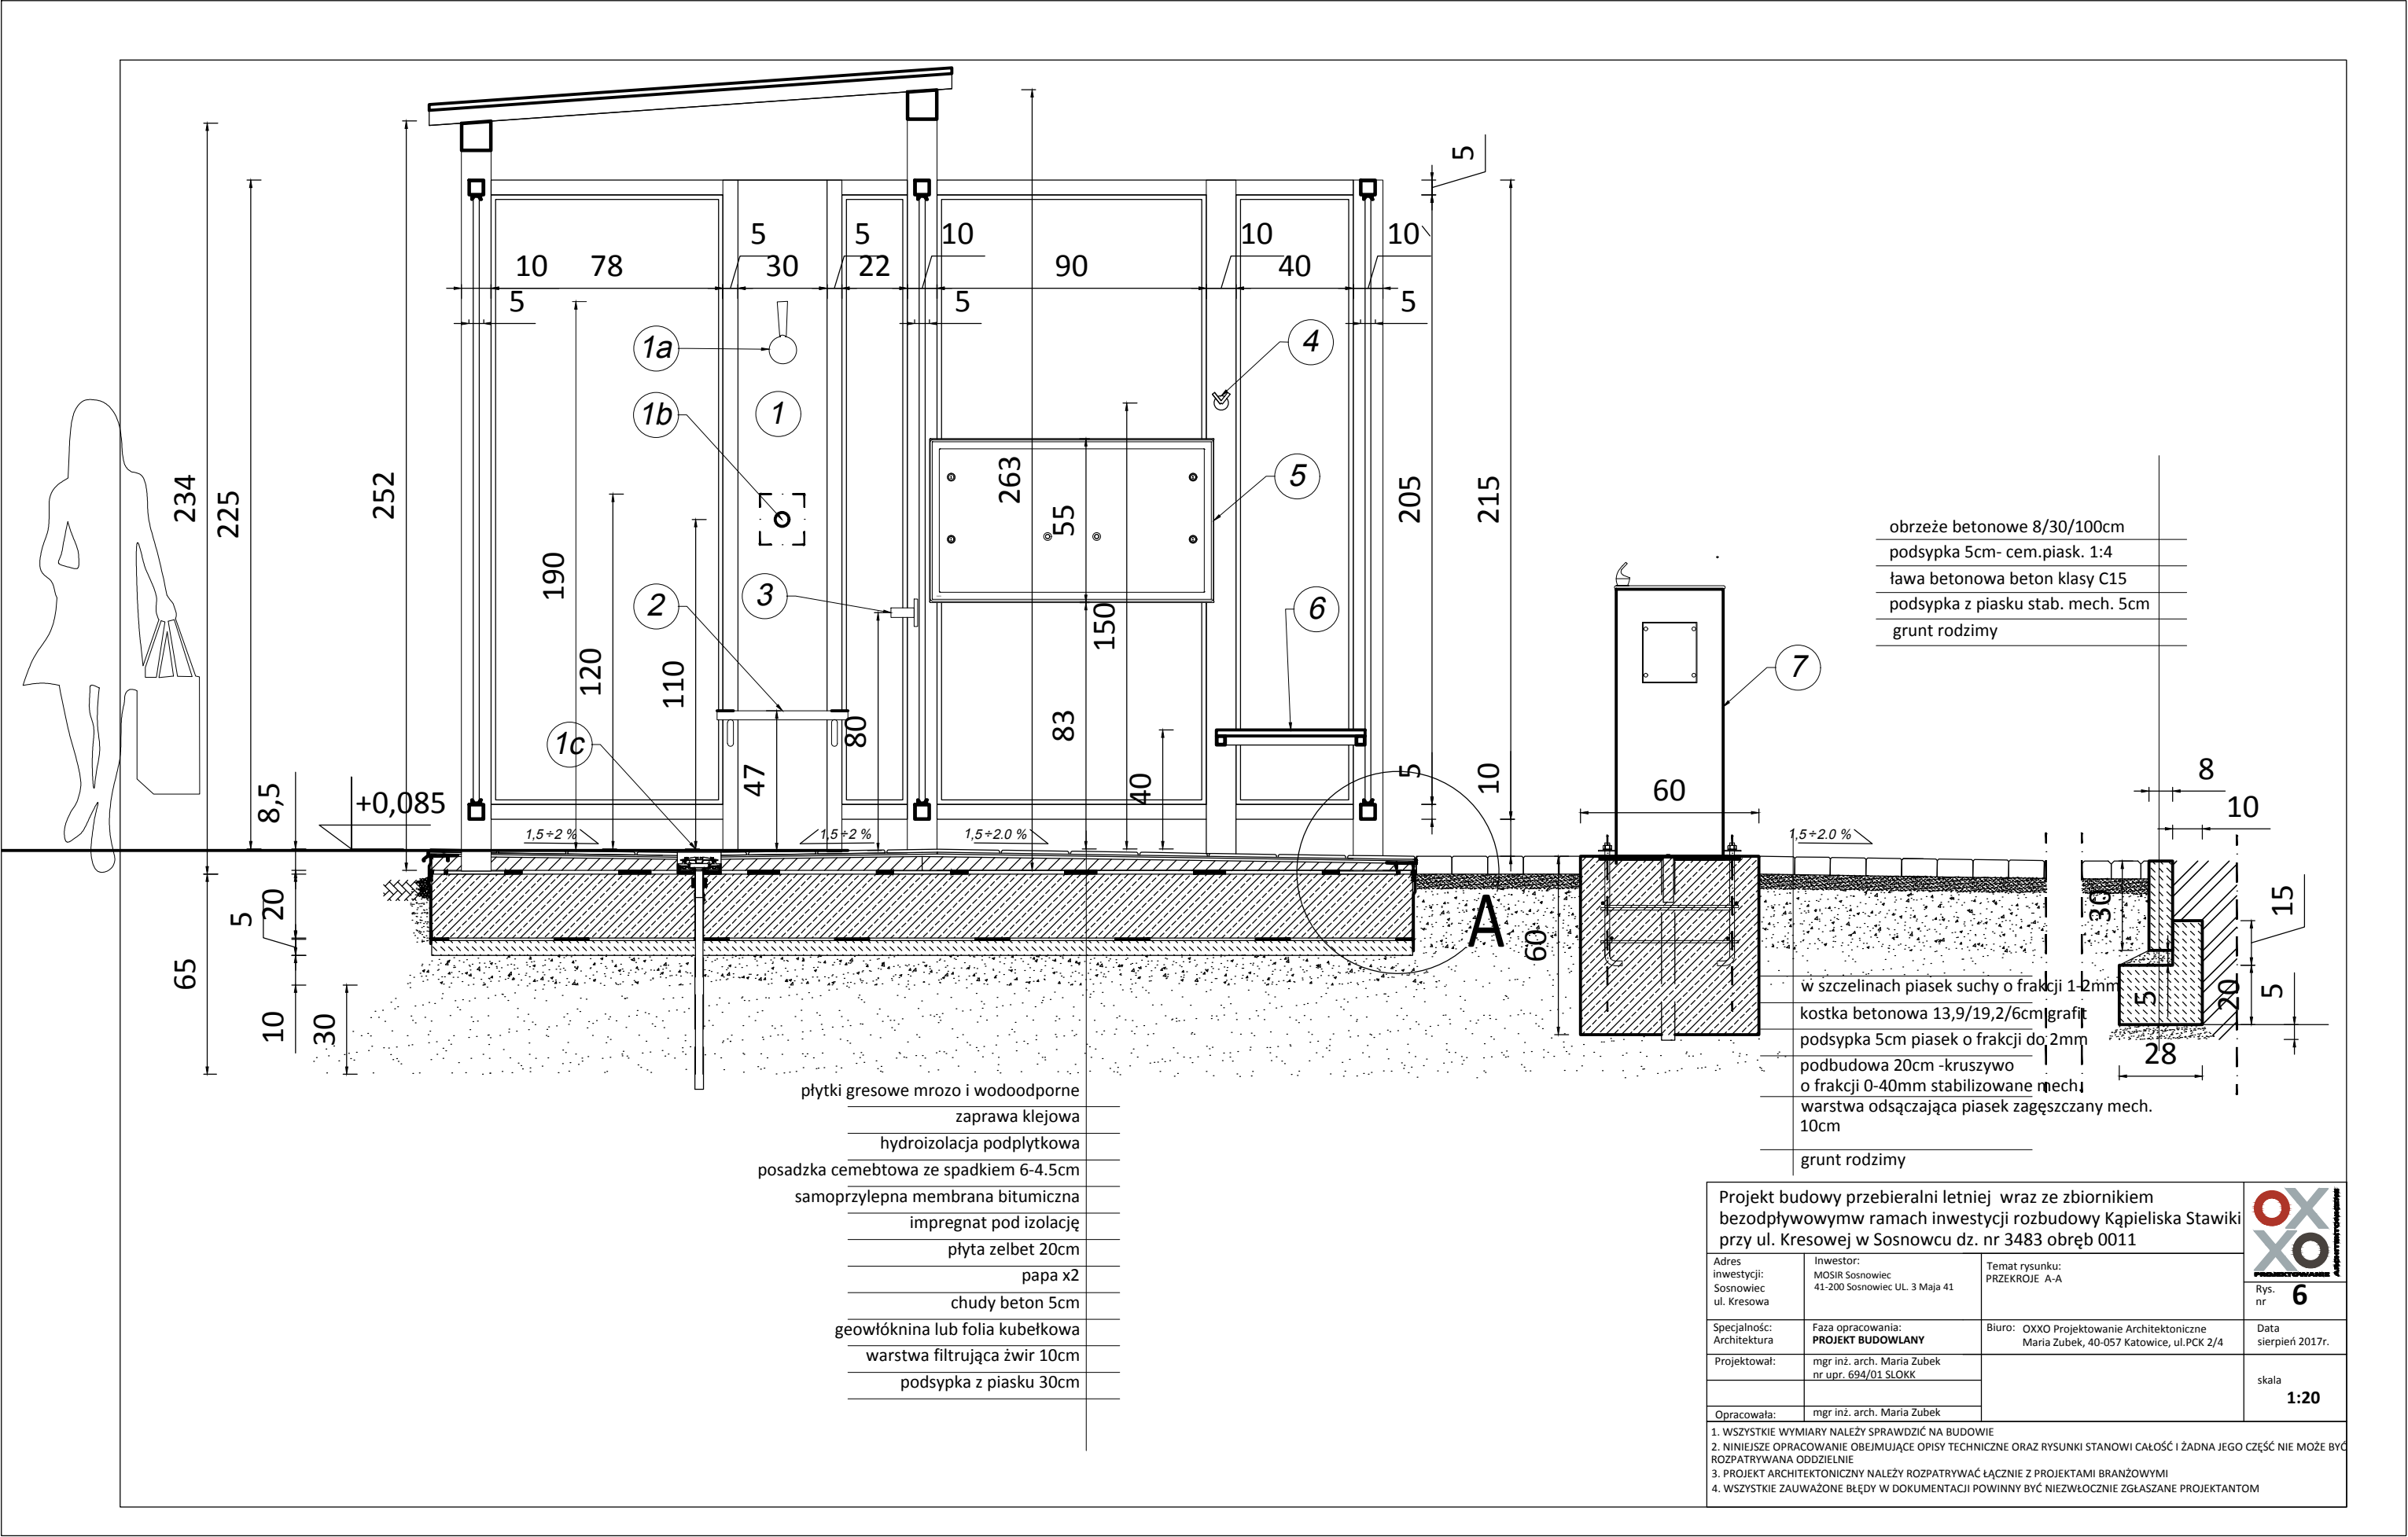 5
5
5
10
10
10
10
78
30
22
90
40
5
5
5
1a
4
1b
1
234
225
252
263
55
5
205
215
190
120
110
2
3
150
6
7
1c
80
83
47
40
5
10
60
8,5
+0,085
1,5÷2 %
1,5÷2 %
1,5÷2.0 %
1,5÷2.0 %
8
10
5
20
65
10
30
A
60
30
15
5
20
5
28
obrzeże betonowe 8/30/100cm
podsypka 5cm- cem.piask. 1:4
ława betonowa beton klasy C15
podsypka z piasku stab. mech. 5cm
grunt rodzimy
w szczelinach piasek suchy o frakcji 1-2mm
kostka betonowa 13,9/19,2/6cm grafit
podsypka 5cm piasek o frakcji do 2mm
podbudowa 20cm -kruszywo
o frakcji 0-40mm stabilizowane mech.
warstwa odsączająca piasek zagęszczany mech.
10cm
grunt rodzimy
płytki gresowe mrozo i wodoodporne
zaprawa klejowa
hydroizolacja podplytkowa
posadzka cemebtowa ze spadkiem 6-4.5cm
samoprzylepna membrana bitumiczna
impregnat pod izolację
płyta zelbet 20cm
papa x2
chudy beton 5cm
geowłóknina lub folia kubełkowa
warstwa filtrująca żwir 10cm
podsypka z piasku 30cm
Projekt budowy przebieralni letniej wraz ze zbiornikiem
bezodpływowymw ramach inwestycji rozbudowy Kąpieliska Stawiki
przy ul. Kresowej w Sosnowcu dz. nr 3483 obręb 0011
OX
XO
PROJEKTOWANIE
ARCHITEKTONICZNE
Adres
inwestycji:
Sosnowiec
ul. Kresowa
Inwestor:
MOSIR Sosnowiec
41-200 Sosnowiec UL. 3 Maja 41
Temat rysunku:
PRZEKROJE A-A
Rys.
nr 6
Specjalnośc:
Architektura
Faza opracowania:
PROJEKT BUDOWLANY
Biuro: OXXO Projektowanie Architektoniczne
Maria Zubek, 40-057 Katowice, ul.PCK 2/4
Data
sierpień 2017r.
Projektował:
mgr inż. arch. Maria Zubek
nr upr. 694/01 SLOKK
skala
1:20
Opracowała:
mgr inż. arch. Maria Zubek
1. WSZYSTKIE WYMIARY NALEŻY SPRAWDZIĆ NA BUDOWIE
2. NINIEJSZE OPRACOWANIE OBEJMUJĄCE OPISY TECHNICZNE ORAZ RYSUNKI STANOWI CAŁOŚĆ I ŻADNA JEGO CZĘŚĆ NIE MOŻE BYĆ
ROZPATRYWANA ODDZIELNIE
3. PROJEKT ARCHITEKTONICZNY NALEŻY ROZPATRYWAĆ ŁĄCZNIE Z PROJEKTAMI BRANŻOWYMI
4. WSZYSTKIE ZAUWAŻONE BŁĘDY W DOKUMENTACJI POWINNY BYĆ NIEZWŁOCZNIE ZGŁASZANE PROJEKTANTOM